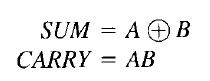 SUM = A ⊕ B
CARRY = AB